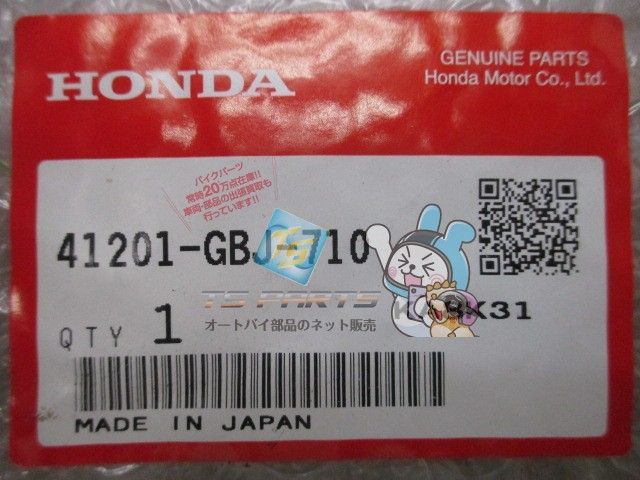 HONDA
GENUINE PARTS
Honda Motor Co., Ltd.
バイクパーツ
常時20万点在庫!!
車両・部品の出張買取も
行っています!!
41201-GBJ-710
TS PARTS
オートバイ部品のネット販売
QTY 1
MADE IN JAPAN